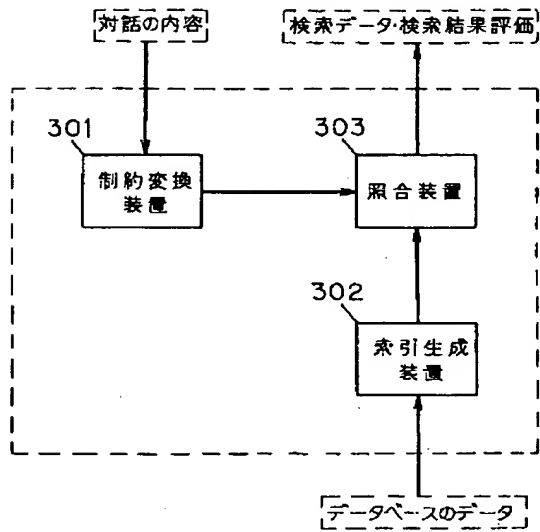 対話の内容
検索データ・検索結果評価
301
制約変換
装置
303
照合装置
302
索引生成
装置
データベースのデータ